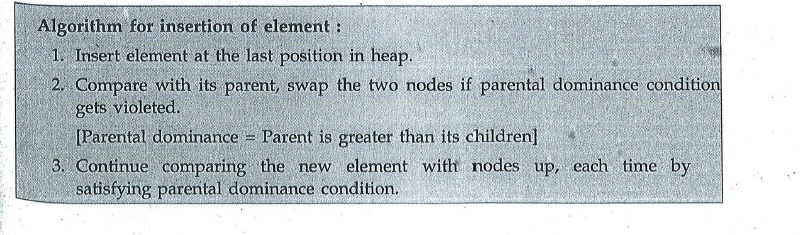 Algorithm for insertion of element :
1. Insert element at the last position in heap.
2. Compare with its parent, swap the two nodes if parental dominance condition
gets violeted.
[Parental dominance = Parent is greater than its children]
3. Continue comparing the new element with nodes up, each time by
satisfying parental dominance condition.